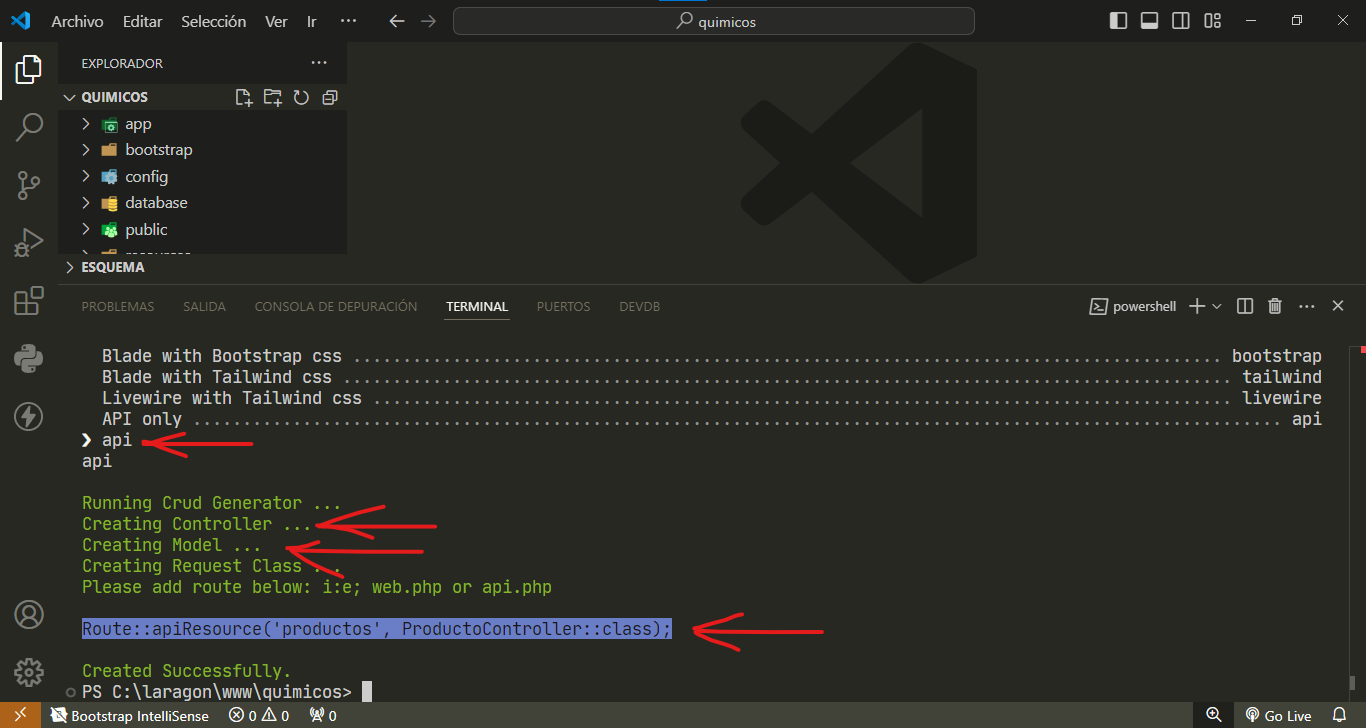 Archivo Editar Selección Ver Ir ···
quimicos
EXPLORADOR ···
QUIMICOS
app
bootstrap
config
database
public
ESQUEMA
PROBLEMAS SALIDA CONSOLA DE DEPURACIÓN TERMINAL PUERTOS DEVDB
powershell
Blade with Bootstrap css ....................................................................................... bootstrap
Blade with Tailwind css ......................................................................................... tailwind
Livewire with Tailwind css ...................................................................................... livewire
API only ............................................................................................................. api
❯ api
api
Running Crud Generator ...
Creating Controller ...
Creating Model ...
Creating Request Class ...
Please add route below: i:e; web.php or api.php
Route::apiResource('productos', ProductoController::class);
Created Successfully.
PS C:\laragon\www\quimicos>
Bootstrap IntelliSense 0 0 0 Go Live